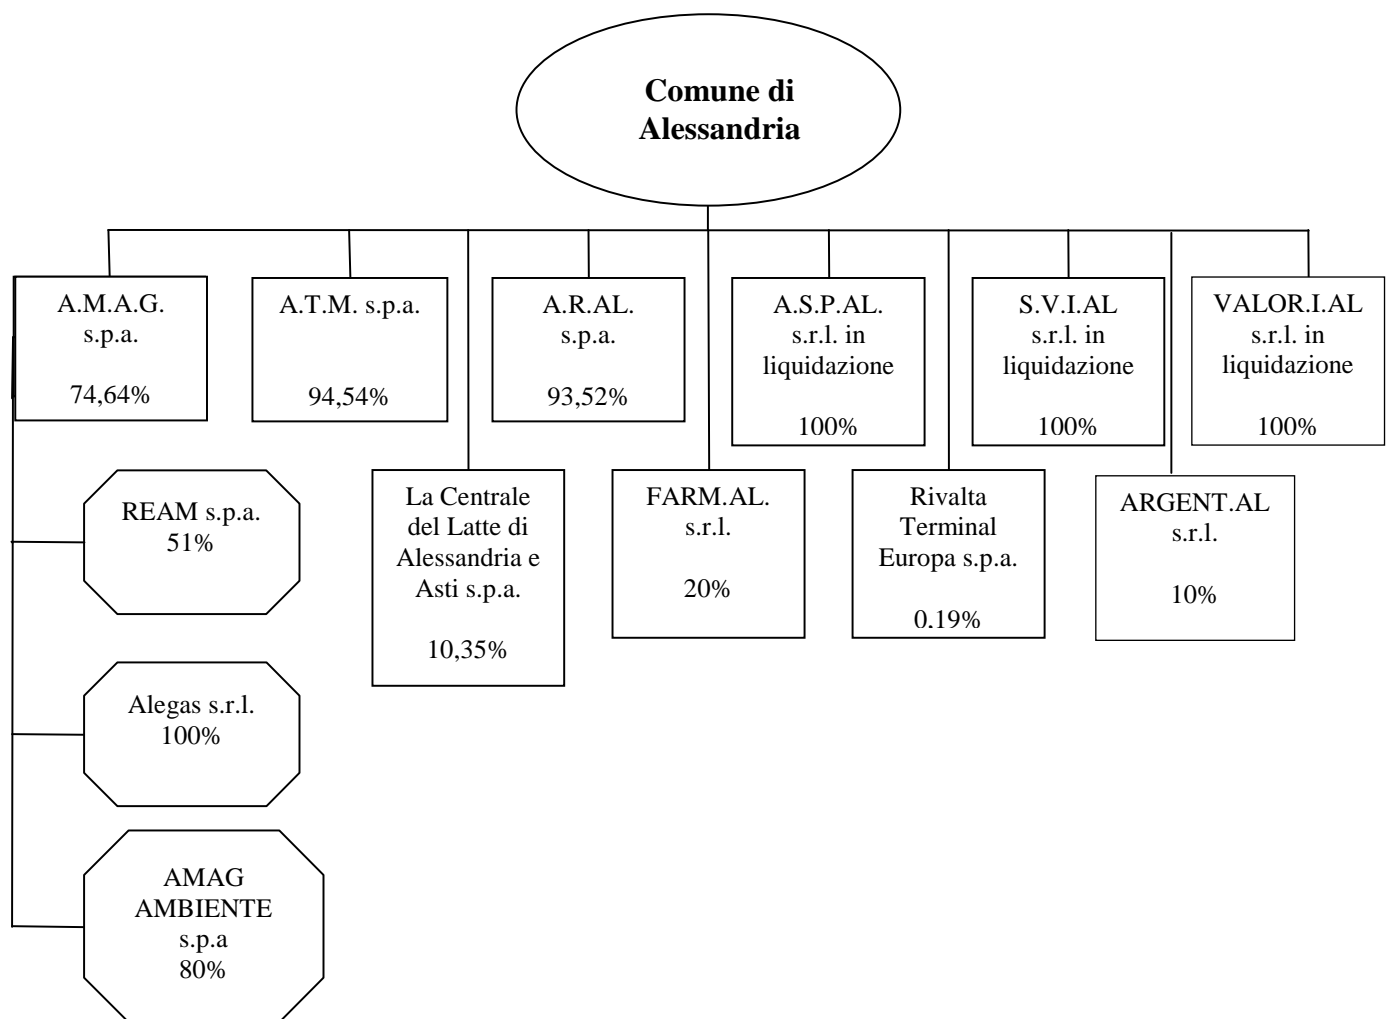 Comune di
Alessandria
A.M.A.G.
s.p.a.
74,64%
A.T.M. s.p.a.
94,54%
A.R.AL.
s.p.a.
93,52%
A.S.P.AL.
s.r.l. in
liquidazione
100%
S.V.I.AL
s.r.l. in
liquidazione
100%
VALOR.I.AL
s.r.l. in
liquidazione
100%
REAM s.p.a.
51%
La Centrale
del Latte di
Alessandria e
Asti s.p.a.
10,35%
FARM.AL.
s.r.l.
20%
Rivalta
Terminal
Europa s.p.a.
0,19%
ARGENT.AL
s.r.l.
10%
Alegas s.r.l.
100%
AMAG
AMBIENTE
s.p.a
80%